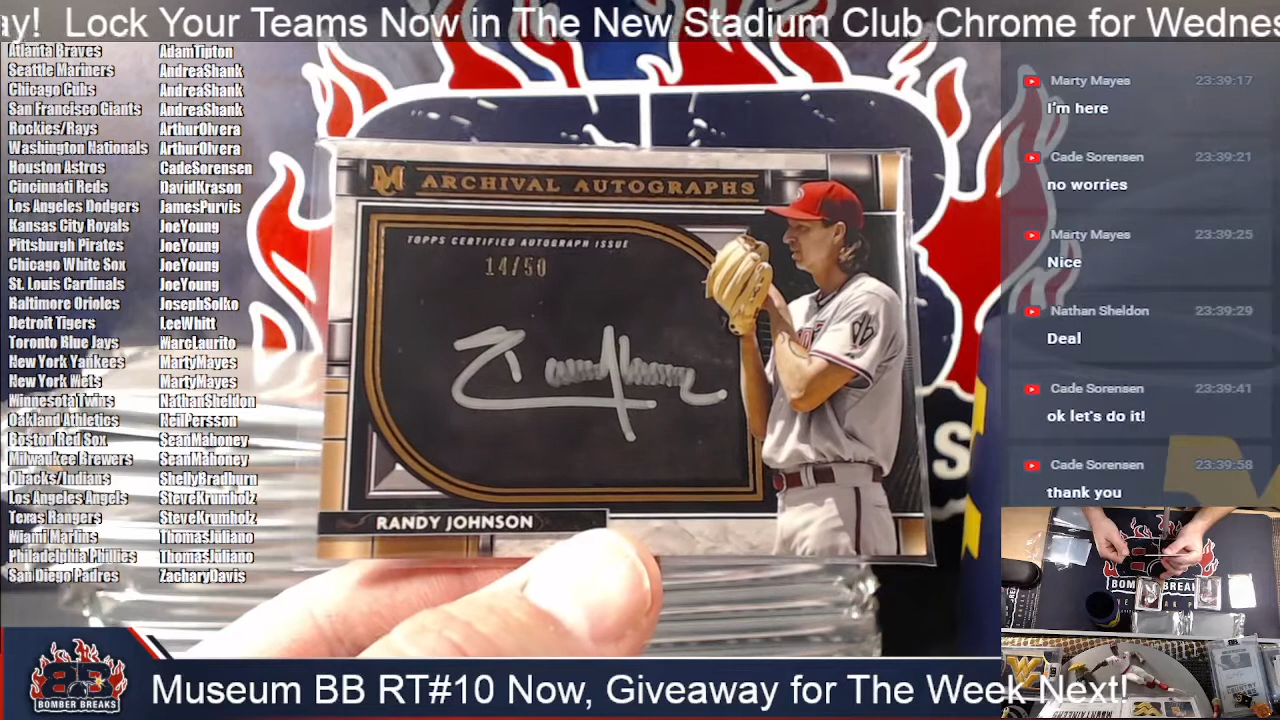 ay!  Lock Your Teams Now in The New Stadium Club Chrome for Wednes
Atlanta Braves AdamTipton
Seattle Mariners AndreaShank
Chicago Cubs AndreaShank
San Francisco Giants AndreaShank
Rockies/Rays ArthurOlvera
Washington Nationals ArthurOlvera
Houston Astros CadeSorensen
Cincinnati Reds DavidKrason
Los Angeles Dodgers JamesPurvis
Kansas City Royals JoeYoung
Pittsburgh Pirates JoeYoung
Chicago White Sox JoeYoung
St. Louis Cardinals JoeYoung
Baltimore Orioles JosephSolko
Detroit Tigers LeeWhitt
Toronto Blue Jays MarcLaurito
New York Yankees MartyMayes
New York Mets MartyMayes
Minnesota Twins NathanSheldon
Oakland Athletics NeilPersson
Boston Red Sox SeanMahoney
Milwaukee Brewers SeanMahoney
Dbacks/Indians ShellyBradburn
Los Angeles Angels SteveKrumholz
Texas Rangers SteveKrumholz
Miami Marlins ThomasJuliano
Philadelphia Phillies ThomasJuliano
San Diego Padres ZacharyDavis
M ARCHIVAL AUTOGRAPHS
TOPPS CERTIFIED AUTOGRAPH ISSUE
14/50
RANDY JOHNSON
S
Marty Mayes 23:39:17
I'm here
Cade Sorensen 23:39:21
no worries
Marty Mayes 23:39:25
Nice
Nathan Sheldon 23:39:29
Deal
Cade Sorensen 23:39:41
ok let's do it!
Cade Sorensen 23:39:58
thank you
BOMBER BREAK
BB
BOMBER BREAKS
Museum BB RT#10 Now, Giveaway for The Week Next!